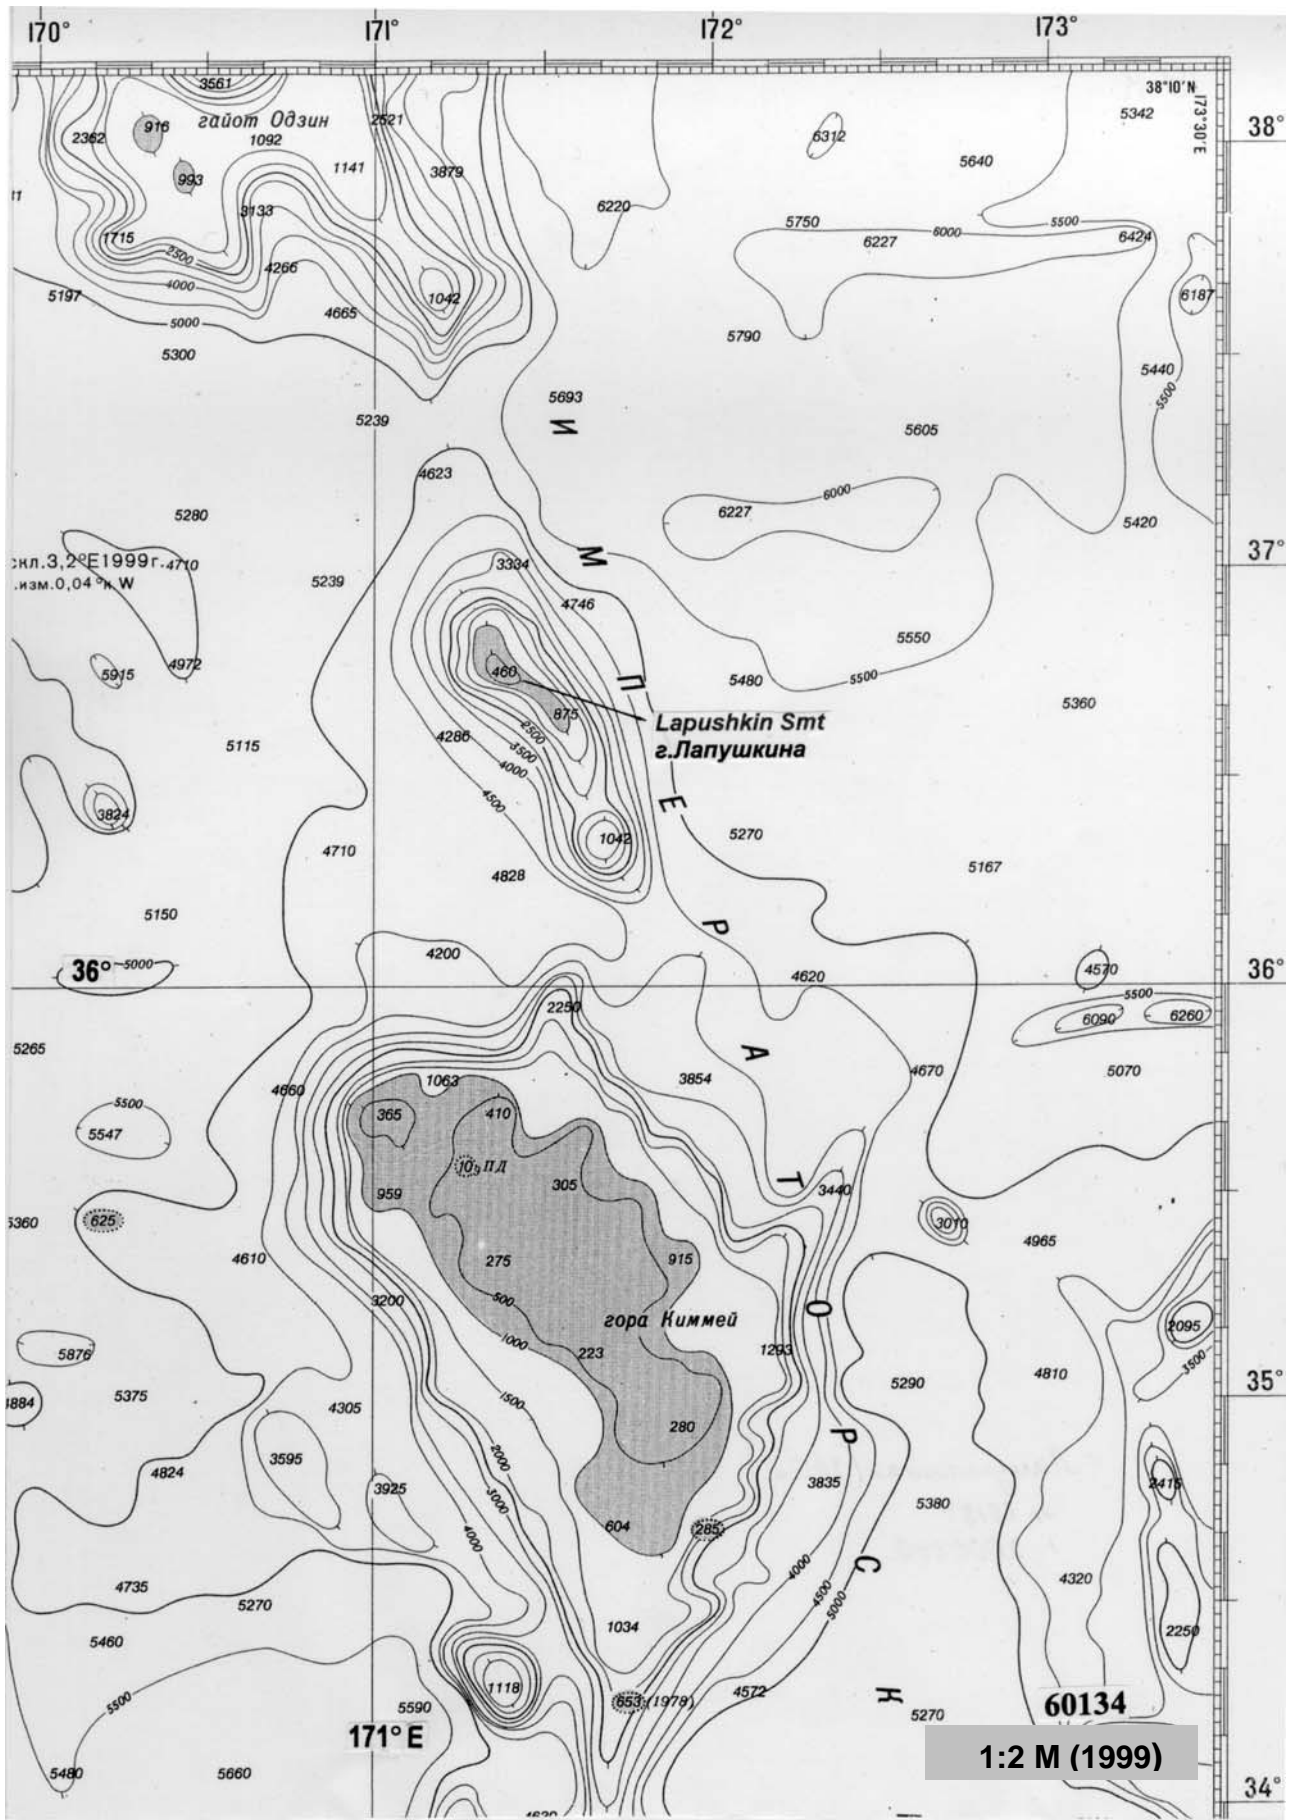 170° 171° 172° 173°
3561 38°10'N
2521 5342
916 гайот Одзин 173°30'E
2362 1092 6312 38°
1141 5640
993 3879
3133 6220
1715 5750 5500
6227 6000 6424
2500
4266
4000
5197 1042 6187
4665
5000 5790
5300
5440
5693 5500
5239 И 5605
4623
6000
5280 6227 5420
37°
скл.3,2°E1999г. 4710 М
3334
.изм.0,04°к W 5239
4746
5550
4972
5915 460 П 5480 5500
5360
875 Lapushkin Smt
2500
4286 г.Лапушкина
5115 3500
4000
4500 Е
3824
1042 5270
4710
4828 5167
5150
Р
4200
36° 5000 4620 4570 36°
5500
2250 6090 6260
5265 А
4660 1063 3854 4670 5070
5500
365 410
5547
10₉ ПД
959 305 Т 3440
5360 625 3010
4965
4610 275 915
3200 500 О
гора Киммей 2095
1000
5876 223 1293 3500
4810
5375 1500 5290 35°
3884 4305
280 Р
3595 2000
4824 2415
3925 3000 3835
5380
604 285
4000 4000
С
4735 4320
4500
5270 5000
1034
5460 2250
1118
5500 653 (1978) 4572 К
5590 60134
5270
171° E
1:2 M (1999)
5480 5660
34°
4630